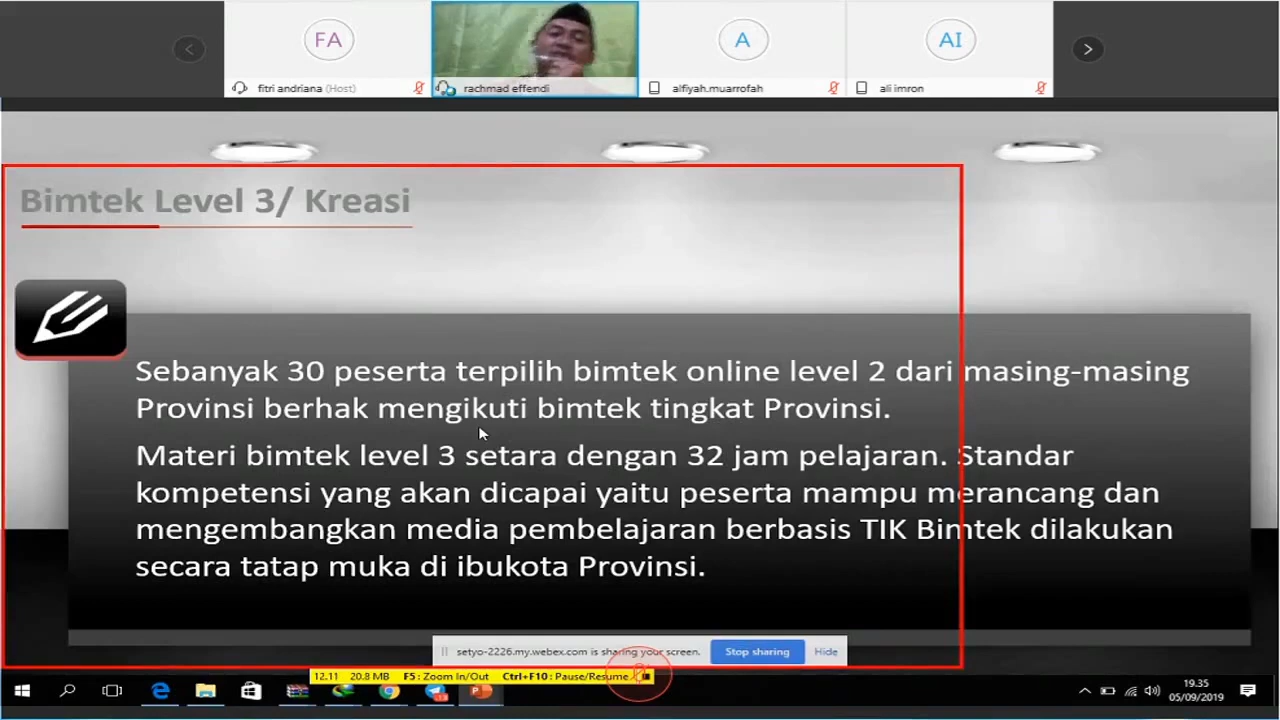 FA
A
AI
fitri andriana (Host)
rachmad effendi
alfiyah.muarrofah
ali imron
Bimtek Level 3/ Kreasi
Sebanyak 30 peserta terpilih bimtek online level 2 dari masing-masing
Provinsi berhak mengikuti bimtek tingkat Provinsi.
Materi bimtek level 3 setara dengan 32 jam pelajaran. Standar
kompetensi yang akan dicapai yaitu peserta mampu merancang dan
mengembangkan media pembelajaran berbasis TIK Bimtek dilakukan
secara tatap muka di ibukota Provinsi.
setyo-2226.my.webex.com is sharing your screen.
Stop sharing
Hide
12.11 20.8 MB F5 : Zoom In/Out Ctrl+F10 : Pause/Resume
19.35
05/09/2019